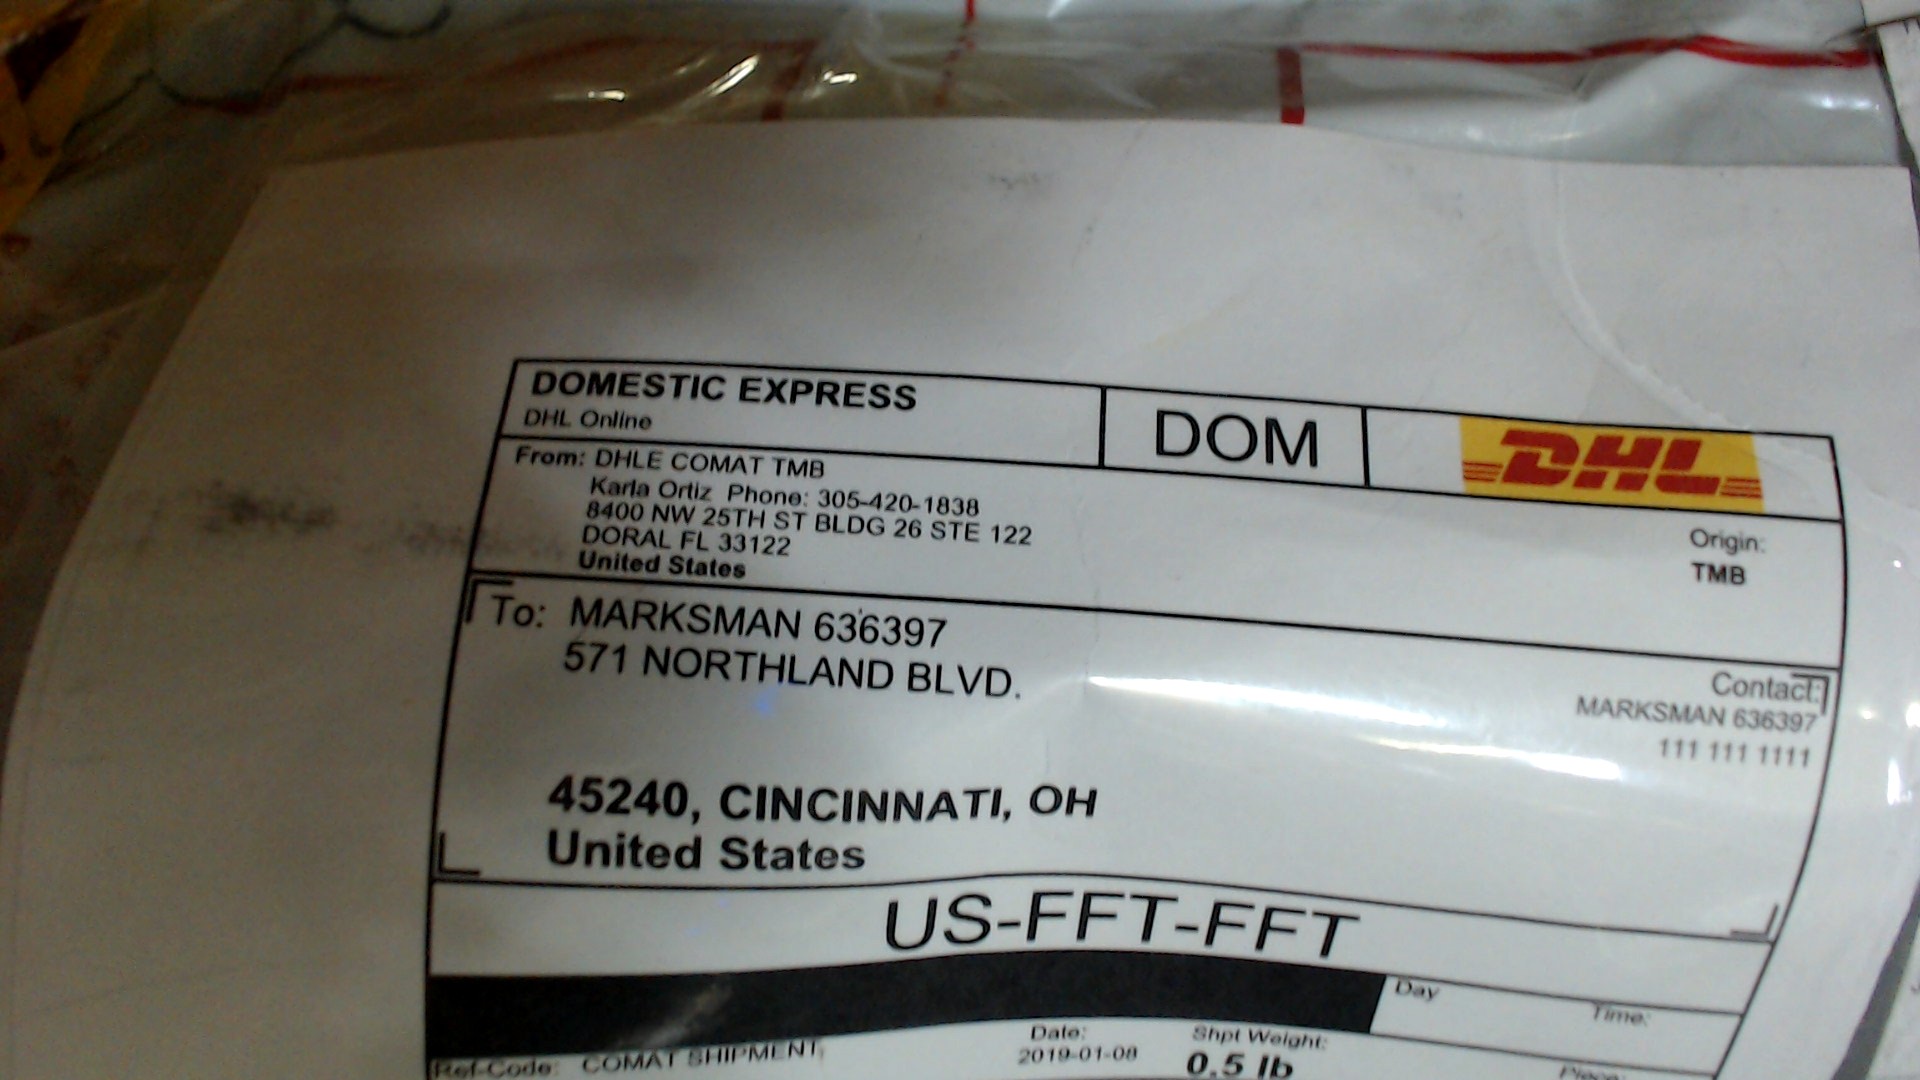 DOMESTIC EXPRESS
DHL Online
DOM
DHL
From: DHLE COMAT TMB
Karla Ortiz Phone: 305-420-1838
8400 NW 25TH ST BLDG 26 STE 122
DORAL FL 33122
United States
Origin:
TMB
To: MARKSMAN 636397
571 NORTHLAND BLVD.
45240, CINCINNATI, OH
United States
Contact:
MARKSMAN 636397
111 111 1111
US-FFT-FFT
Day
Time:
Ref-Code: COMAT SHIPMENT
Date:
2019-01-08
Shpt Weight:
0.5 lb
Piece: